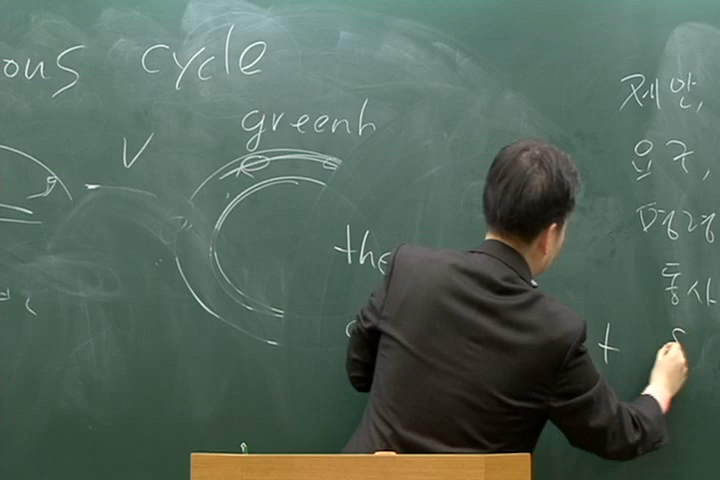 ous cycle
greenh
V
the
제안,
요구,
명령
동사
+ s